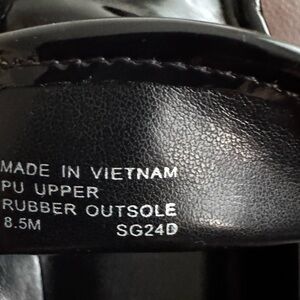 MADE IN VIETNAM
PU UPPER
RUBBER OUTSOLE
8.5M SG24D